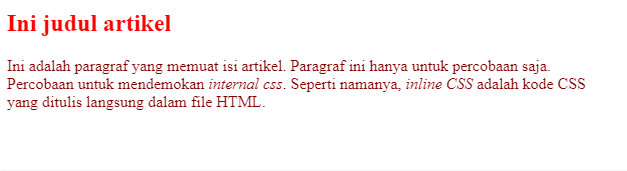 Ini judul artikel
Ini adalah paragraf yang memuat isi artikel. Paragraf ini hanya untuk percobaan saja.
Percobaan untuk mendemokan internal css. Seperti namanya, inline CSS adalah kode CSS
yang ditulis langsung dalam file HTML.